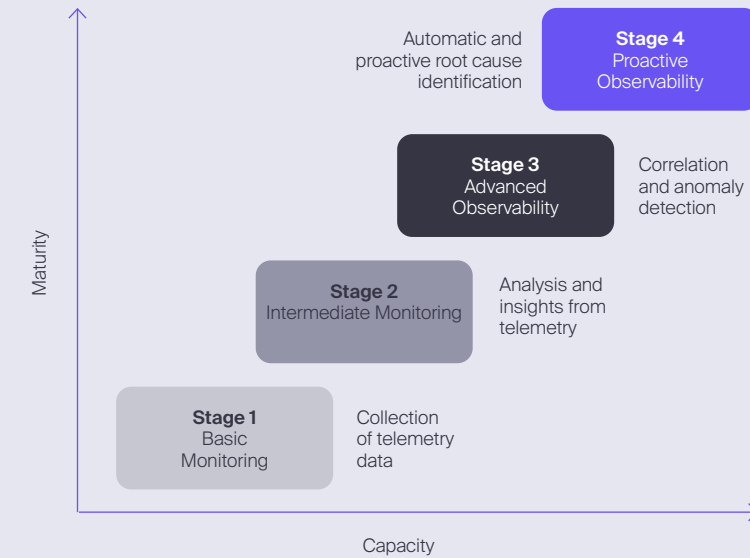 Automatic and
proactive root cause
identification
Stage 4
Proactive
Observability
Stage 3
Advanced
Observability
Correlation
and anomaly
detection
Maturity
Stage 2
Intermediate Monitoring
Analysis and
insights from
telemetry
Stage 1
Basic
Monitoring
Collection
of telemetry
data
Capacity